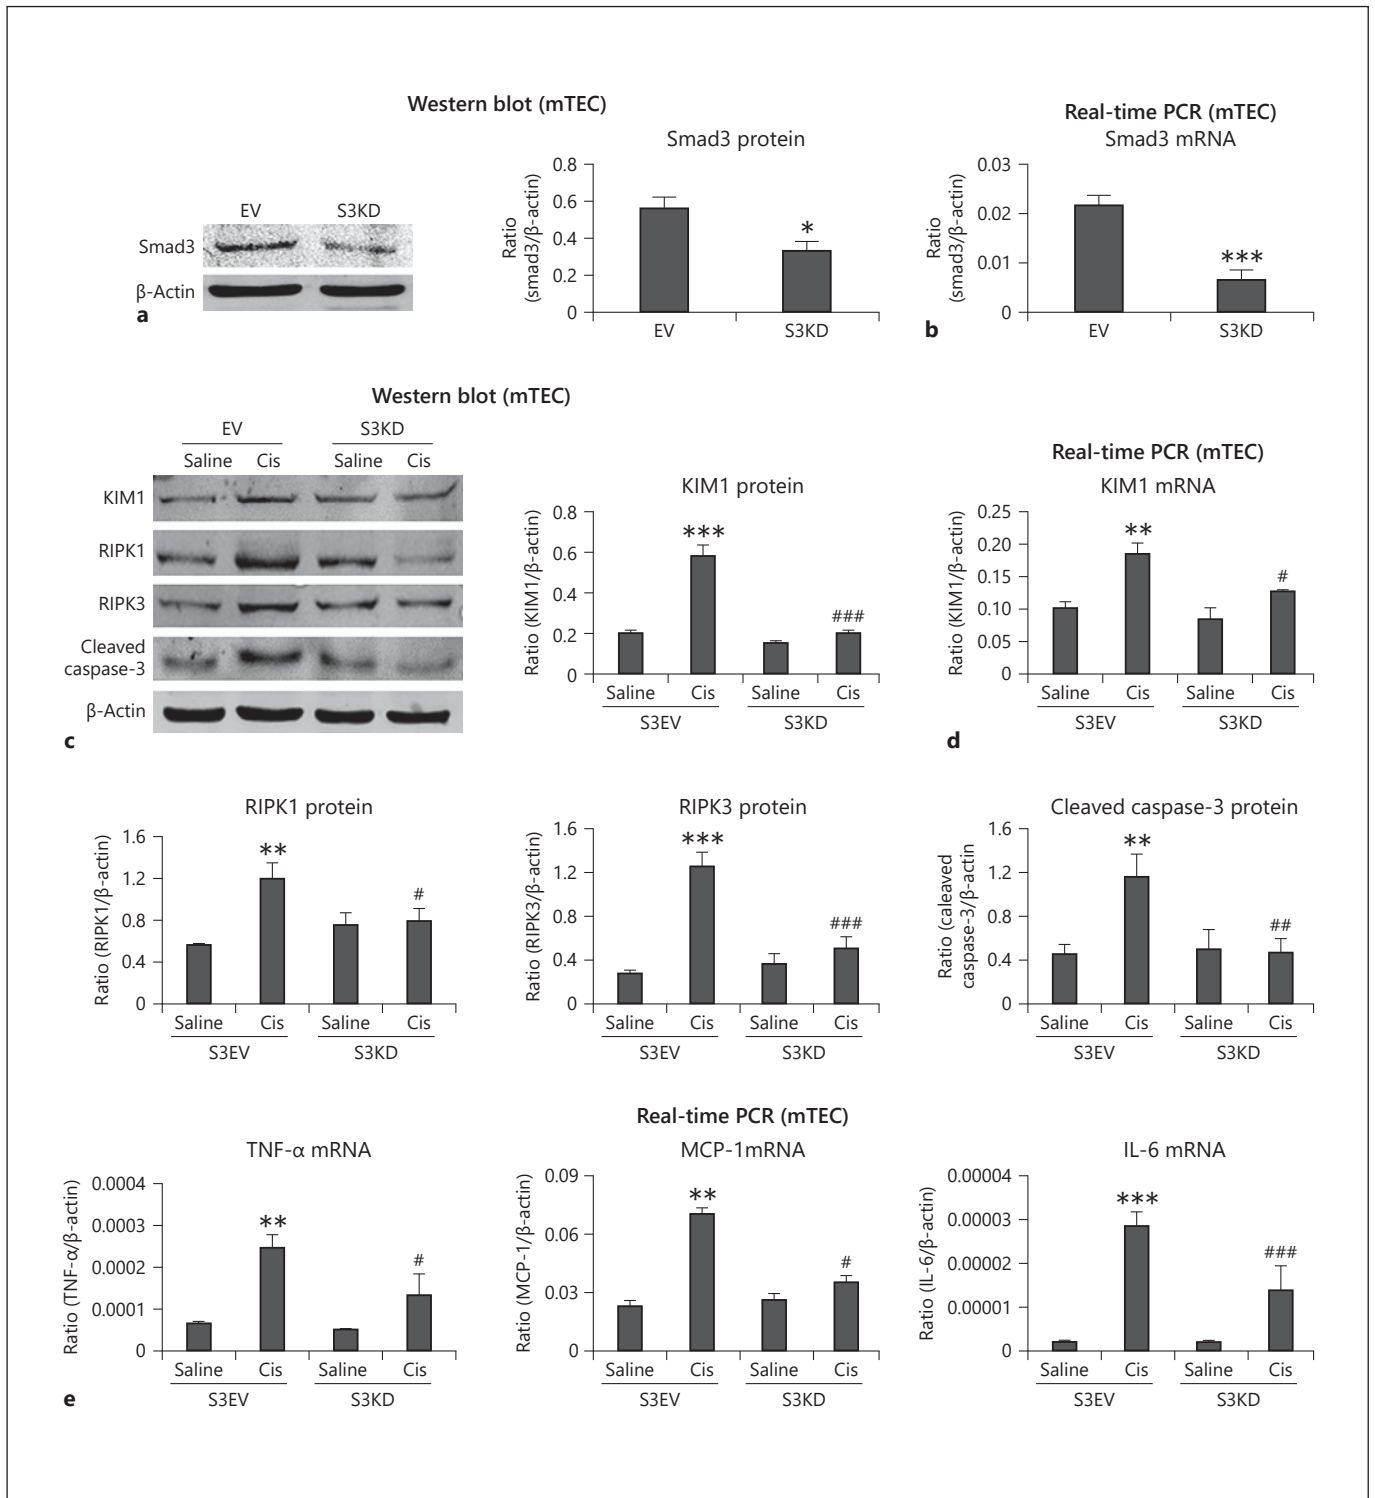 Western blot (mTEC)
EV S3KD
Smad3
β-Actin
a
Smad3 protein
Ratio
(smad3/β-actin)
0.8
0.6
0.4
0.2
0
*
EV S3KD
Real-time PCR (mTEC)
Smad3 mRNA
Ratio
(smad3/β-actin)
0.03
0.02
0.01
0
***
EV S3KD
b
Western blot (mTEC)
EV S3KD
Saline Cis Saline Cis
KIM1
RIPK1
RIPK3
Cleaved
caspase-3
β-Actin
c
KIM1 protein
Ratio (KIM1/β-actin)
0.8
0.6
0.4
0.2
0
***
###
Saline Cis Saline Cis
S3EV S3KD
Real-time PCR (mTEC)
KIM1 mRNA
Ratio (KIM1/β-actin)
0.25
0.20
0.15
0.10
0.05
0
**
#
Saline Cis Saline Cis
S3EV S3KD
d
RIPK1 protein
Ratio (RIPK1/β-actin)
1.6
1.2
0.8
0.4
0
**
#
Saline Cis Saline Cis
S3EV S3KD
RIPK3 protein
Ratio (RIPK3/β-actin)
1.6
1.2
0.8
0.4
0
***
###
Saline Cis Saline Cis
S3EV S3KD
Cleaved caspase-3 protein
Ratio (caleaved
caspase-3/β-actin
1.6
1.2
0.8
0.4
0
**
##
Saline Cis Saline Cis
S3EV S3KD
Real-time PCR (mTEC)
TNF-α mRNA
Ratio (TNF-α/β-actin)
0.0004
0.0003
0.0002
0.0001
0
**
#
Saline Cis Saline Cis
S3EV S3KD
MCP-1mRNA
Ratio (MCP-1/β-actin)
0.09
0.06
0.03
0
**
#
Saline Cis Saline Cis
S3EV S3KD
IL-6 mRNA
Ratio (IL-6/β-actin)
0.00004
0.00003
0.00002
0.00001
0
***
###
Saline Cis Saline Cis
S3EV S3KD
e